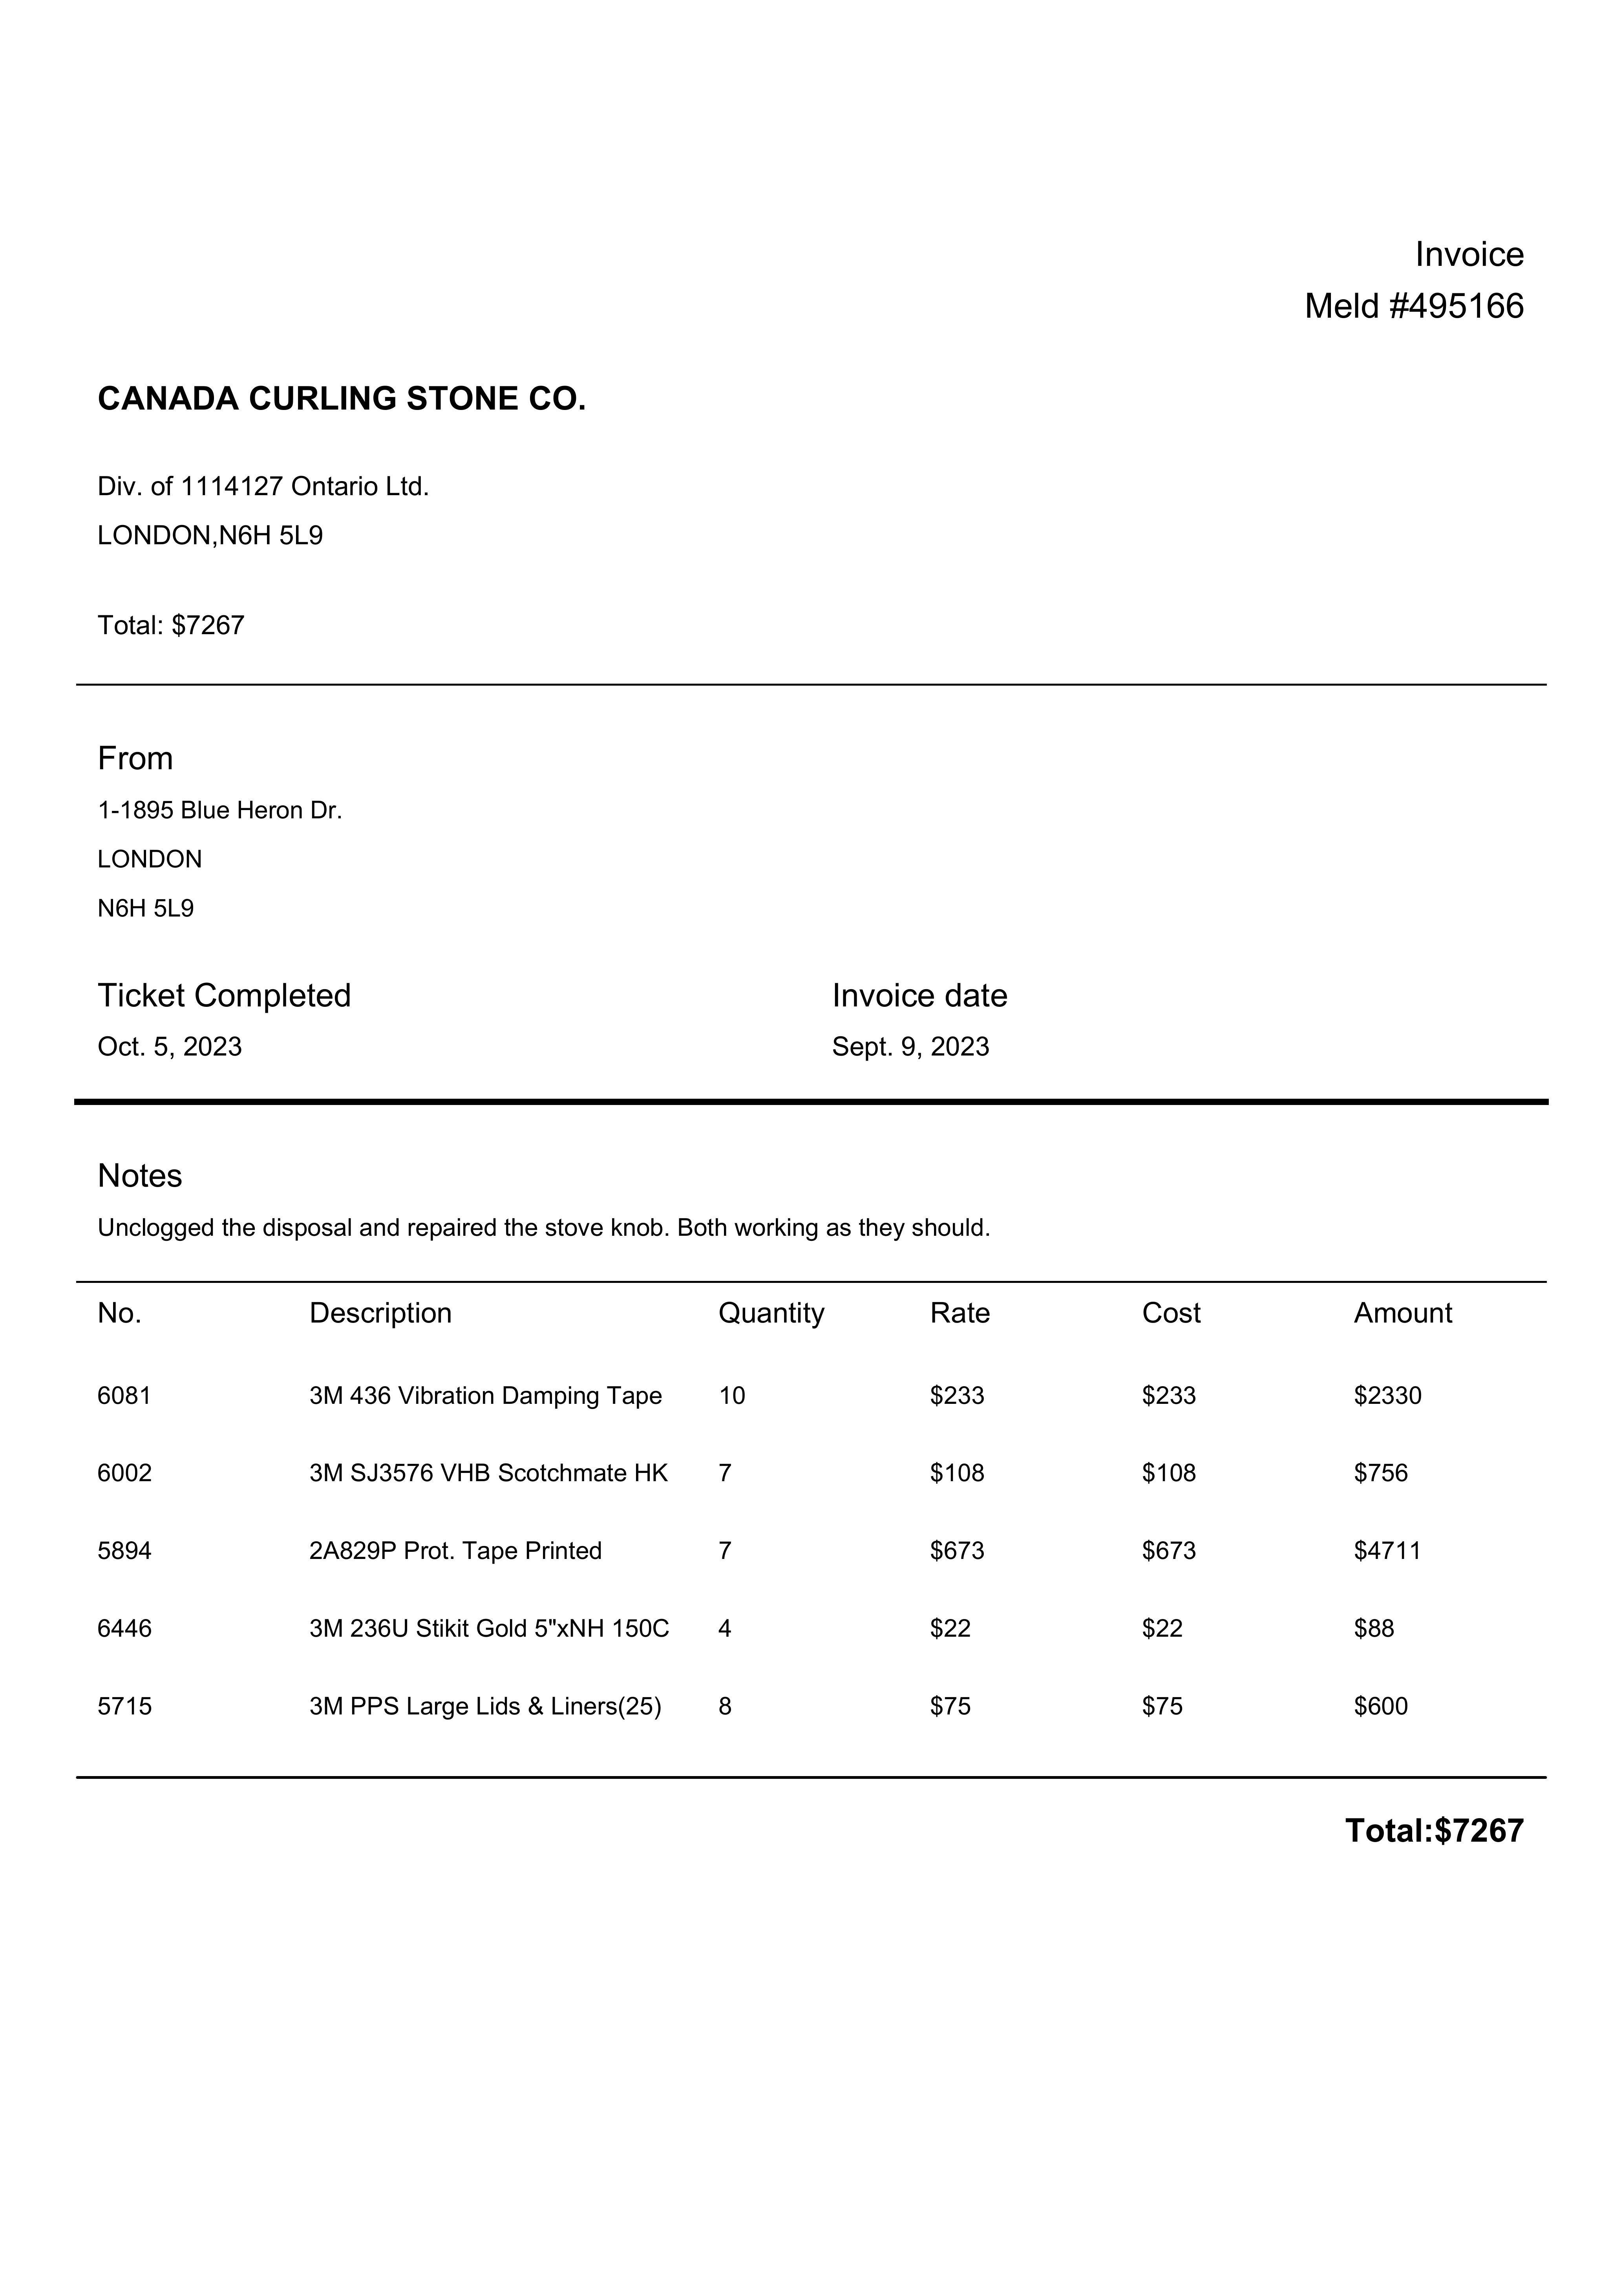 Invoice
Meld #495166
CANADA CURLING STONE CO.
Div. of 1114127 Ontario Ltd.
LONDON,N6H 5L9
Total: $7267
From
1-1895 Blue Heron Dr.
LONDON
N6H 5L9
Ticket Completed Invoice date
Oct. 5, 2023 Sept. 9, 2023
Notes
Unclogged the disposal and repaired the stove knob. Both working as they should.
No. Description Quantity Rate Cost Amount
6081 3M 436 Vibration Damping Tape 10 $233 $233 $2330
6002 3M SJ3576 VHB Scotchmate HK 7 $108 $108 $756
5894 2A829P Prot. Tape Printed 7 $673 $673 $4711
6446 3M 236U Stikit Gold 5"xNH 150C 4 $22 $22 $88
5715 3M PPS Large Lids & Liners(25) 8 $75 $75 $600
Total:$7267